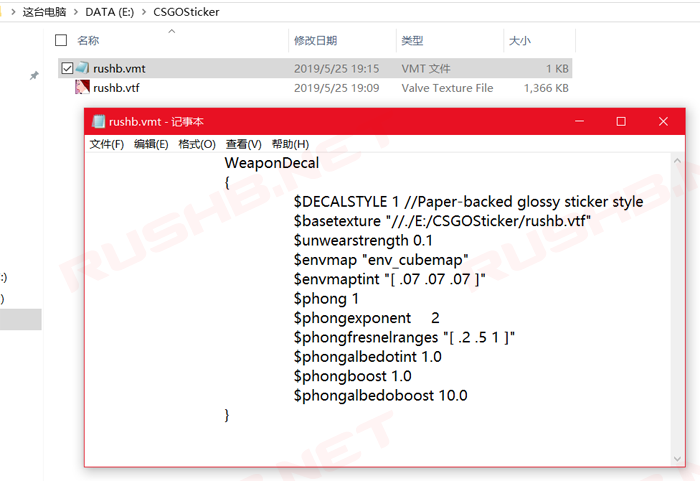 这台电脑 > DATA (E:) > CSGOSticker
名称 修改日期 类型 大小
rushb.vmt 2019/5/25 19:15 VMT 文件 1 KB
rushb.vtf 2019/5/25 19:09 Valve Texture File 1,366 KB
rushb.vmt - 记事本
文件(F) 编辑(E) 格式(O) 查看(V) 帮助(H)
WeaponDecal
{
$DECALSTYLE 1 //Paper-backed glossy sticker style
$basetexture "//./E:/CSGOSticker/rushb.vtf"
$unwearstrength 0.1
$envmap "env_cubemap"
$envmaptint "[ .07 .07 .07 ]"
$phong 1
$phongexponent 2
$phongfresnelranges "[ .2 .5 1 ]"
$phongalbedotint 1.0
$phongboost 1.0
$phongalbedoboost 10.0
}
:)
)
RUSHB.NET
RUSHB.NET